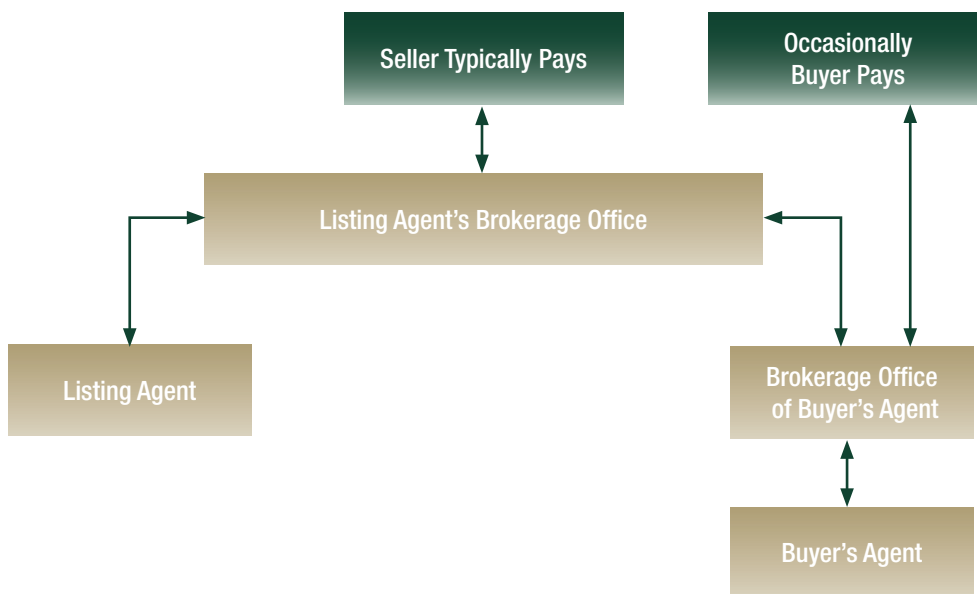 Seller Typically Pays
Occasionally
Buyer Pays
Listing Agent’s Brokerage Office
Listing Agent
Brokerage Office
of Buyer’s Agent
Buyer’s Agent